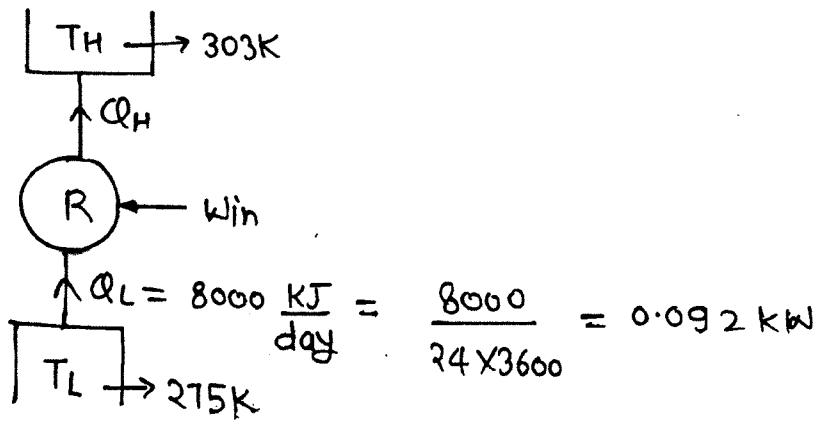 TH → 303K
QH
R ← Win
QL = 8000 KJ/day = 8000/24X3600 = 0.092 KW
TL → 275K